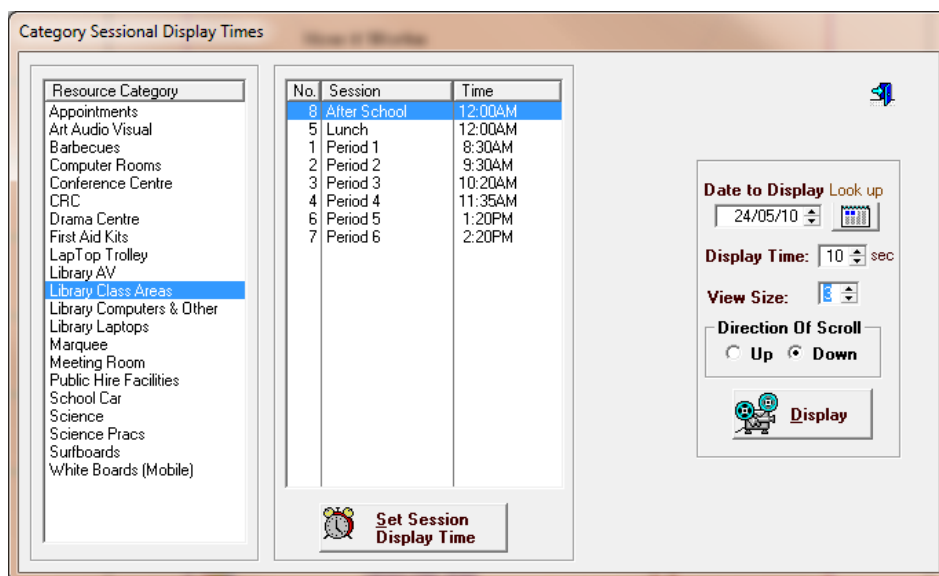 Category Sessional Display Times
Resource Category
Appointments
Art Audio Visual
Barbecues
Computer Rooms
Conference Centre
CRC
Drama Centre
First Aid Kits
LapTop Trolley
Library AV
Library Class Areas
Library Computers & Other
Library Laptops
Marquee
Meeting Room
Public Hire Facilities
School Car
Science
Science Pracs
Surfboards
White Boards (Mobile)
No. Session Time
8 After School 12:00AM
5 Lunch 12:00AM
1 Period 1 8:30AM
2 Period 2 9:30AM
3 Period 3 10:20AM
4 Period 4 11:35AM
6 Period 5 1:20PM
7 Period 6 2:20PM
Set Session
Display Time
Date to Display Look up
24/05/10
Display Time: 10 sec
View Size: 3
Direction Of Scroll
Up Down
Display